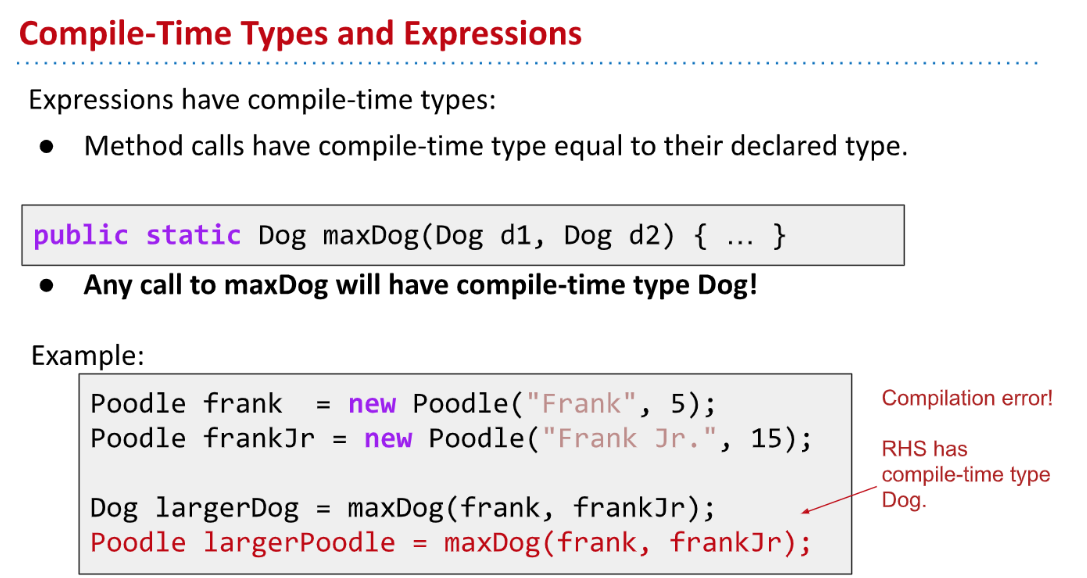 Compile-Time Types and Expressions
Expressions have compile-time types:
● Method calls have compile-time type equal to their declared type.
public static Dog maxDog(Dog d1, Dog d2) { … }
● Any call to maxDog will have compile-time type Dog!
Example:
Poodle frank  = new Poodle("Frank", 5);
Poodle frankJr = new Poodle("Frank Jr.", 15);
Dog largerDog = maxDog(frank, frankJr);
Poodle largerPoodle = maxDog(frank, frankJr);
Compilation error!
RHS has
compile-time type
Dog.